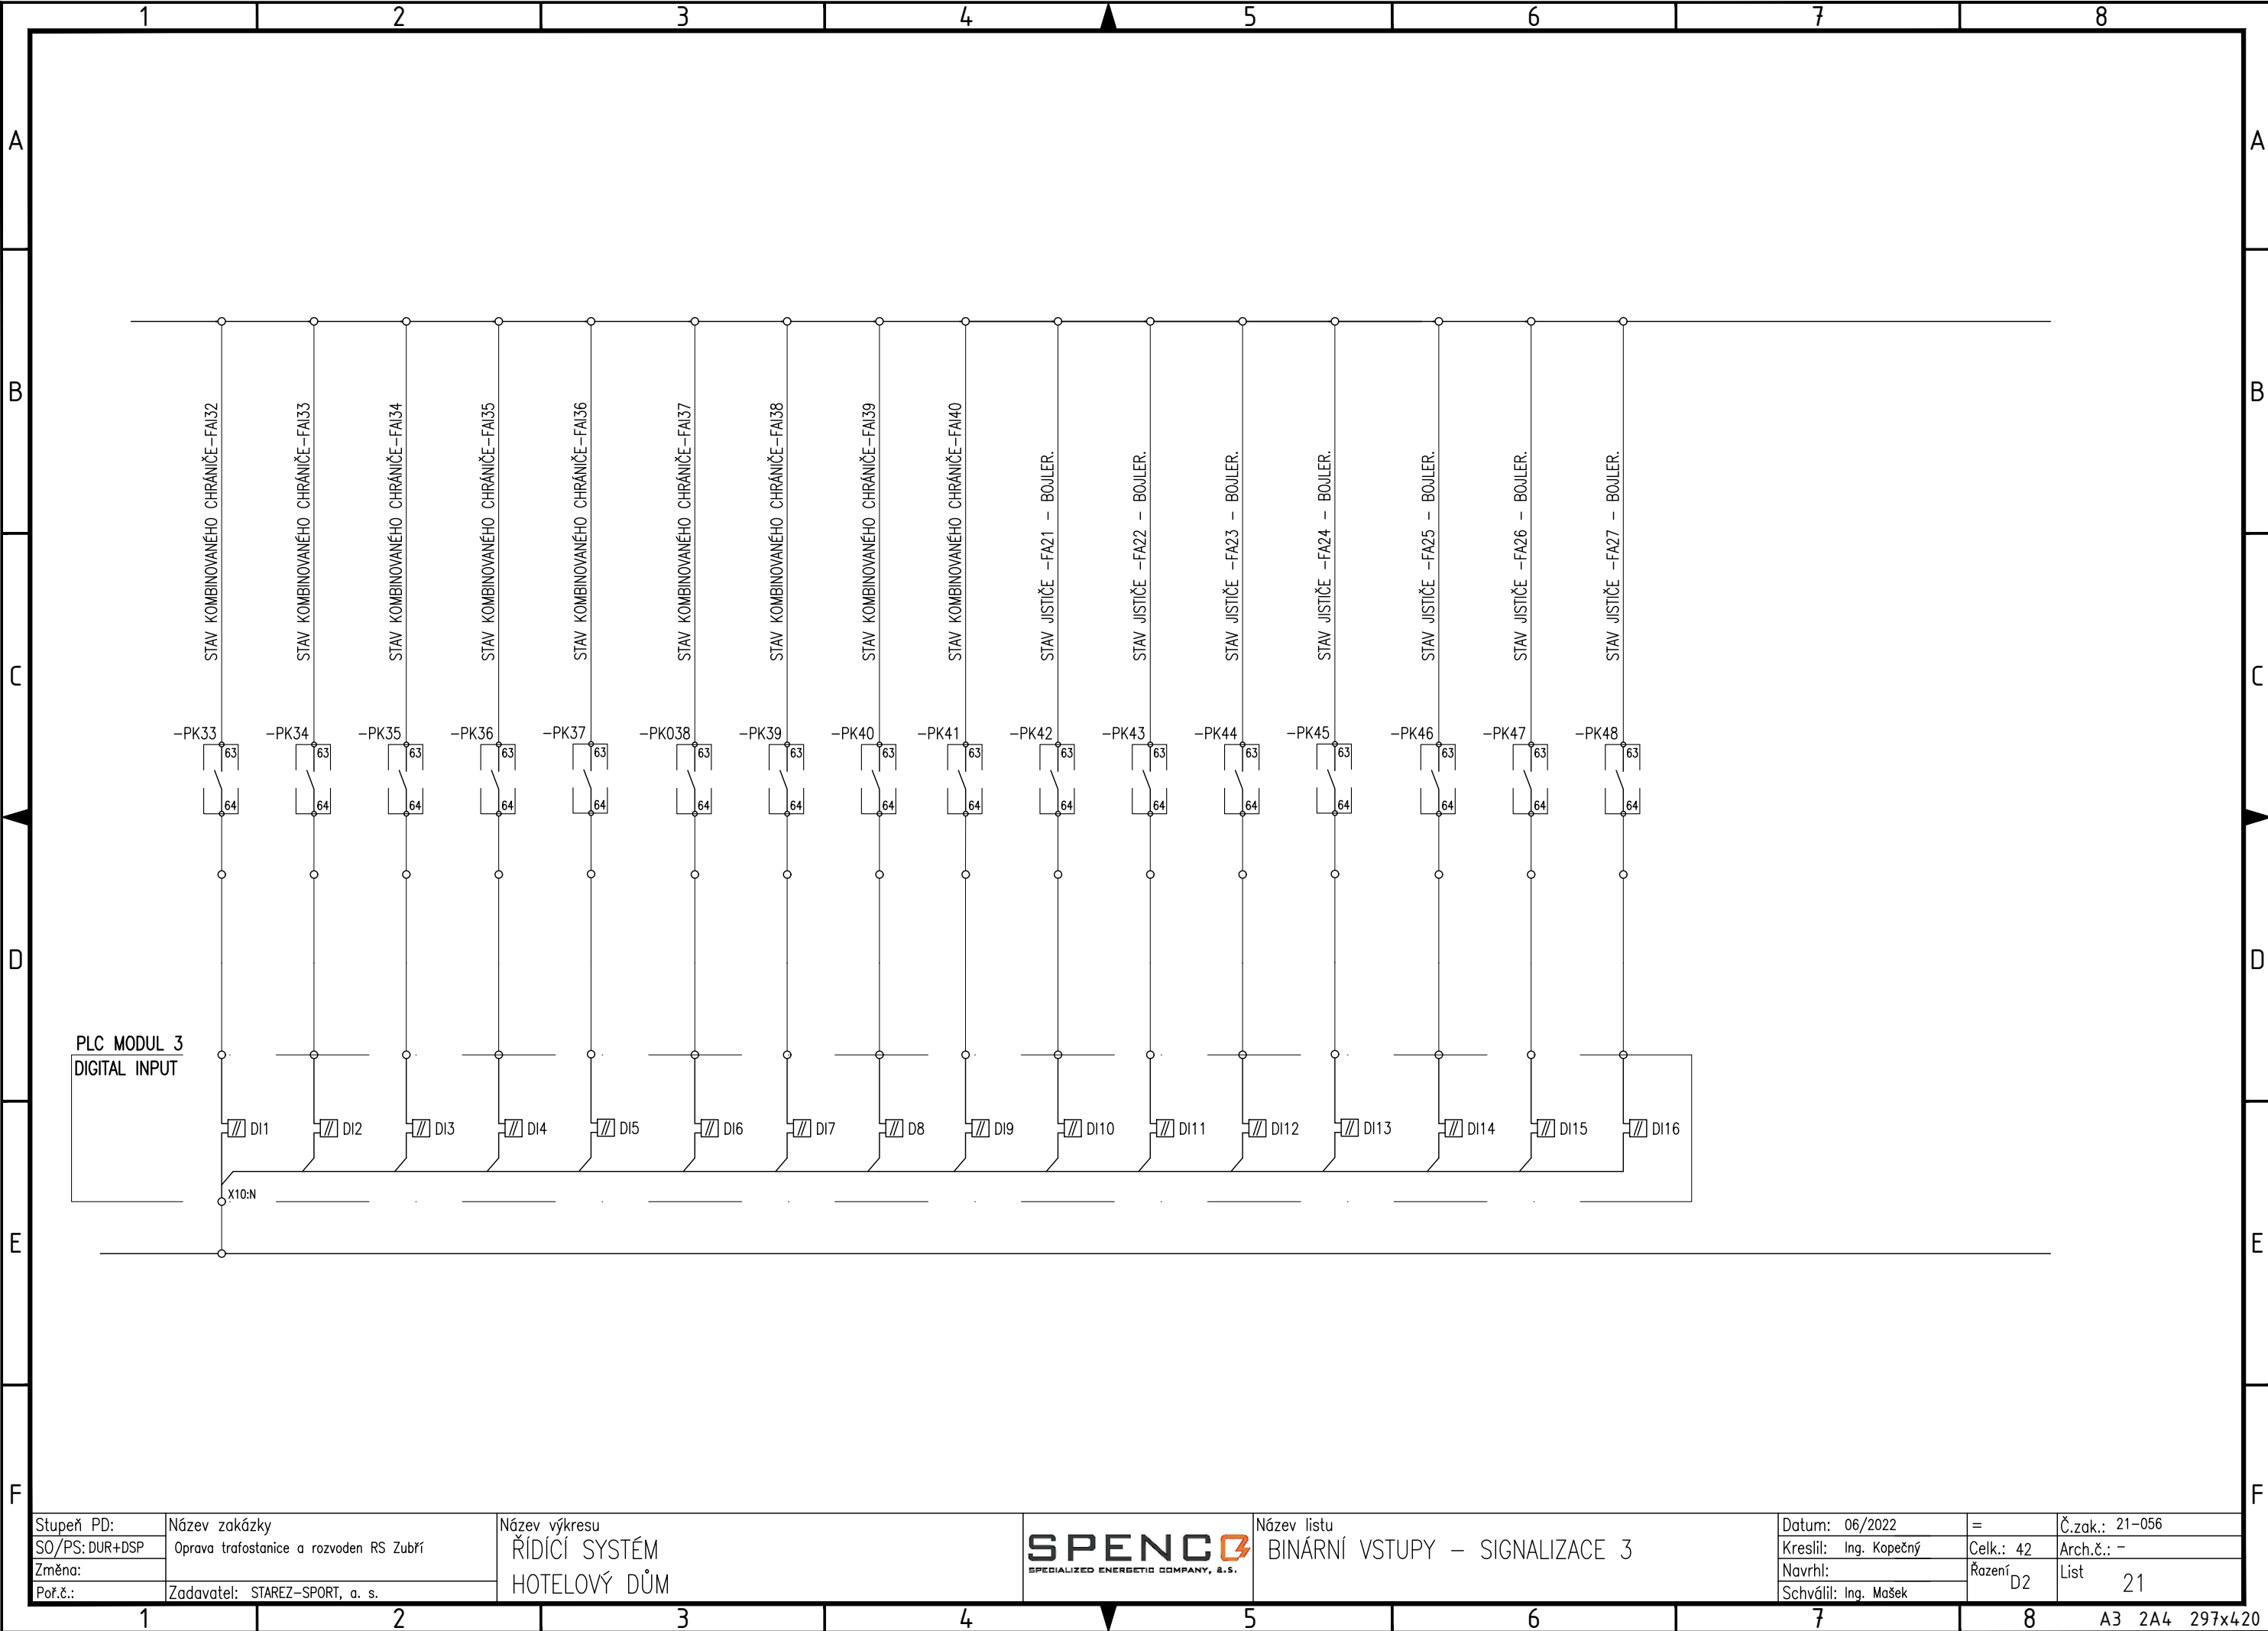 1 2 3 4 5 6 7 8
A A
B B
C C
D D
E E
F F
STAV KOMBINOVANÉHO CHRÁNIČE-FAI32
STAV KOMBINOVANÉHO CHRÁNIČE-FAI33
STAV KOMBINOVANÉHO CHRÁNIČE-FAI34
STAV KOMBINOVANÉHO CHRÁNIČE-FAI35
STAV KOMBINOVANÉHO CHRÁNIČE-FAI36
STAV KOMBINOVANÉHO CHRÁNIČE-FAI37
STAV KOMBINOVANÉHO CHRÁNIČE-FAI38
STAV KOMBINOVANÉHO CHRÁNIČE-FAI39
STAV KOMBINOVANÉHO CHRÁNIČE-FAI40
STAV JISTIČE -FA21 - BOJLER.
STAV JISTIČE -FA22 - BOJLER.
STAV JISTIČE -FA23 - BOJLER.
STAV JISTIČE -FA24 - BOJLER.
STAV JISTIČE -FA25 - BOJLER.
STAV JISTIČE -FA26 - BOJLER.
STAV JISTIČE -FA27 - BOJLER.
-PK33 -PK34 -PK35 -PK36 -PK37 -PK038 -PK39 -PK40 -PK41 -PK42 -PK43 -PK44 -PK45 -PK46 -PK47 -PK48
63 63 63 63 63 63 63 63 63 63 63 63 63 63 63 63
64 64 64 64 64 64 64 64 64 64 64 64 64 64 64 64
PLC MODUL 3
DIGITAL INPUT
DI1 DI2 DI3 DI4 DI5 DI6 DI7 D8 DI9 DI10 DI11 DI12 DI13 DI14 DI15 DI16
X10:N
Stupeň PD:
SO/PS: DUR+DSP
Změna:
Poř.č.:
Název zakázky
Oprava trafostanice a rozvoden RS Zubří
Zadavatel: STAREZ-SPORT, a. s.
Název výkresu
ŘÍDÍCÍ SYSTÉM
HOTELOVÝ DŮM
SPENCO
SPECIALIZED ENERGETIC COMPANY, a.s.
Název listu
BINÁRNÍ VSTUPY - SIGNALIZACE 3
Datum: 06/2022
Kreslil: Ing. Kopečný
Navrhl:
Schválil: Ing. Mašek
=
Celk.: 42
Řazení D2
Č.zak.: 21-056
Arch.č.: -
List 21
1 2 3 4 5 6 7 8
A3 2A4 297x420